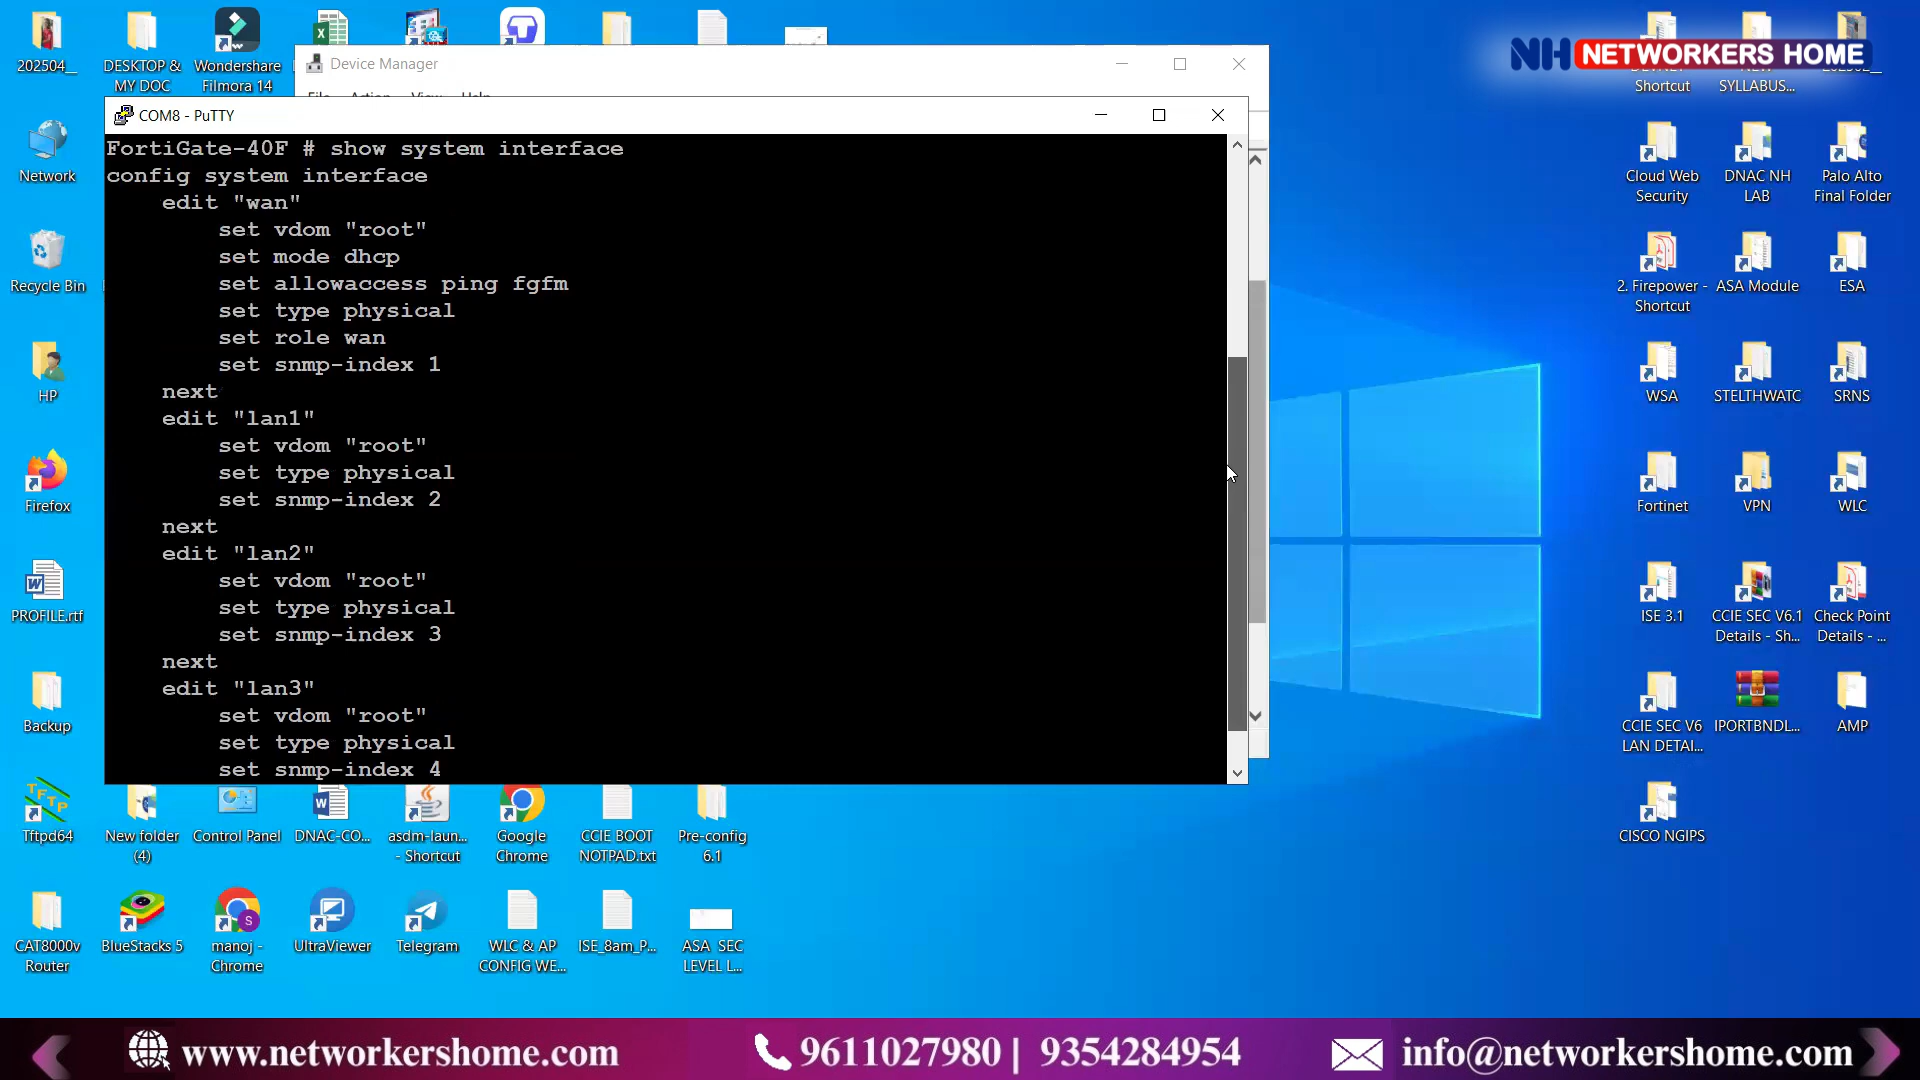 202504__
DESKTOP &
MY DOC
Wondershare
Filmora 14
Device Manager
NH NETWORKERS HOME
Shortcut
SYLLABUS...
COM8 - PuTTY
FortiGate-40F # show system interface
config system interface
edit "wan"
set vdom "root"
set mode dhcp
set allowaccess ping fgfm
set type physical
set role wan
set snmp-index 1
next
edit "lan1"
set vdom "root"
set type physical
set snmp-index 2
next
edit "lan2"
set vdom "root"
set type physical
set snmp-index 3
next
edit "lan3"
set vdom "root"
set type physical
set snmp-index 4
Network
Recycle Bin
HP
Firefox
PROFILE.rtf
Backup
Cloud Web
Security
DNAC NH
LAB
Palo Alto
Final Folder
2. Firepower -
Shortcut
ASA Module
ESA
WSA
STELTHWATC
SRNS
Fortinet
VPN
WLC
ISE 3.1
CCIE SEC V6.1
Details - Sh...
Check Point
Details - ...
CCIE SEC V6
LAN DETAI...
IPORTBNDL...
AMP
CISCO NGIPS
Tftpd64
New folder
(4)
Control Panel
DNAC-CO...
asdm-laun...
- Shortcut
Google
Chrome
CCIE BOOT
NOTPAD.txt
Pre-config
6.1
CAT8000v
Router
BlueStacks 5
manoj -
Chrome
UltraViewer
Telegram
WLC & AP
CONFIG WE...
ISE_8am_P...
ASA SEC
LEVEL L...
www.networkershome.com
9611027980 | 9354284954
info@networkershome.com